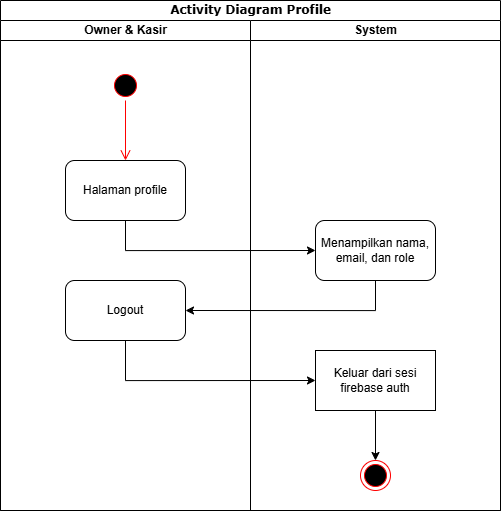 Activity Diagram Profile
Owner & Kasir
System
Halaman profile
Menampilkan nama,
email, dan role
Logout
Keluar dari sesi
firebase auth